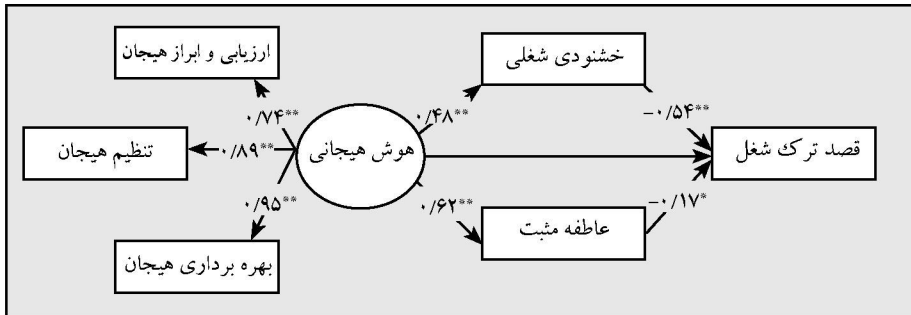 خشنودی شغلی
ارزیابی و ابراز هیجان
۰/۷۴**
۰/۴۸**
-۰/۵۴**
قصد ترک شغل
هوش هیجانی
۰/۸۹**
تنظیم هیجان
۰/۹۵**
۰/۶۲**
-۰/۱۷*
عاطفه مثبت
بهره برداری هیجان